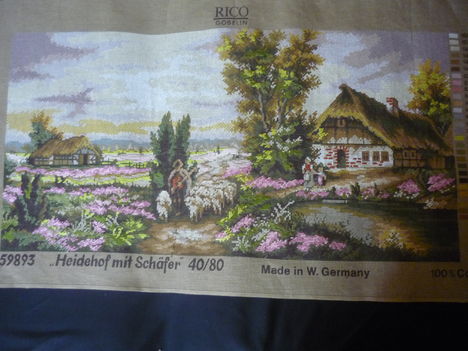 RICO
GOBELIN
59893 „Heidehof mit Schäfer" 40/80 Made in W. Germany 100% C